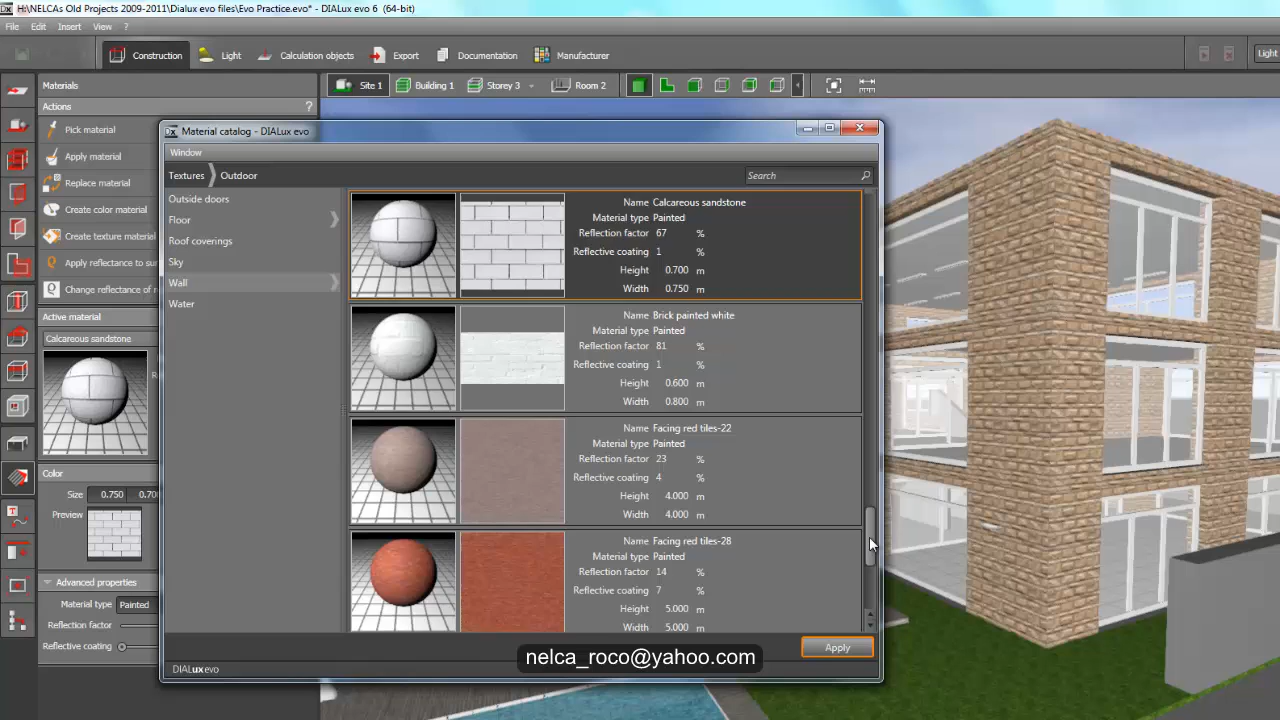 H:\NELCAs Old Projects 2009-2011\Dialux evo files\Evo Practice.evo* - DIALux evo 6 (64-bit)
File Edit Insert View ?
Construction Light Calculation objects Export Documentation Manufacturer Light
Materials Site 1 Building 1 Storey 3 Room 2
Actions ?
Pick material
Apply material
Replace material
Create color material
Create texture material
Apply reflectance to sur
Change reflectance of r
Active material
Calcareous sandstone
R
Color
Size 0.750 0.70
Preview
Advanced properties
Material type Painted
Reflection factor
Reflective coating
Dx Material catalog - DIALux evo
Window
Textures Outdoor Search
Outside doors
Floor
Roof coverings
Sky
Wall
Water
Name Calcareous sandstone
Material type Painted
Reflection factor 67 %
Reflective coating 1 %
Height 0.700 m
Width 0.750 m
Name Brick painted white
Material type Painted
Reflection factor 81 %
Reflective coating 1 %
Height 0.600 m
Width 0.800 m
Name Facing red tiles-22
Material type Painted
Reflection factor 23 %
Reflective coating 4 %
Height 4.000 m
Width 4.000 m
Name Facing red tiles-28
Material type Painted
Reflection factor 14 %
Reflective coating 7 %
Height 5.000 m
Width 5.000 m
Apply
DIALux evo
nelca_roco@yahoo.com